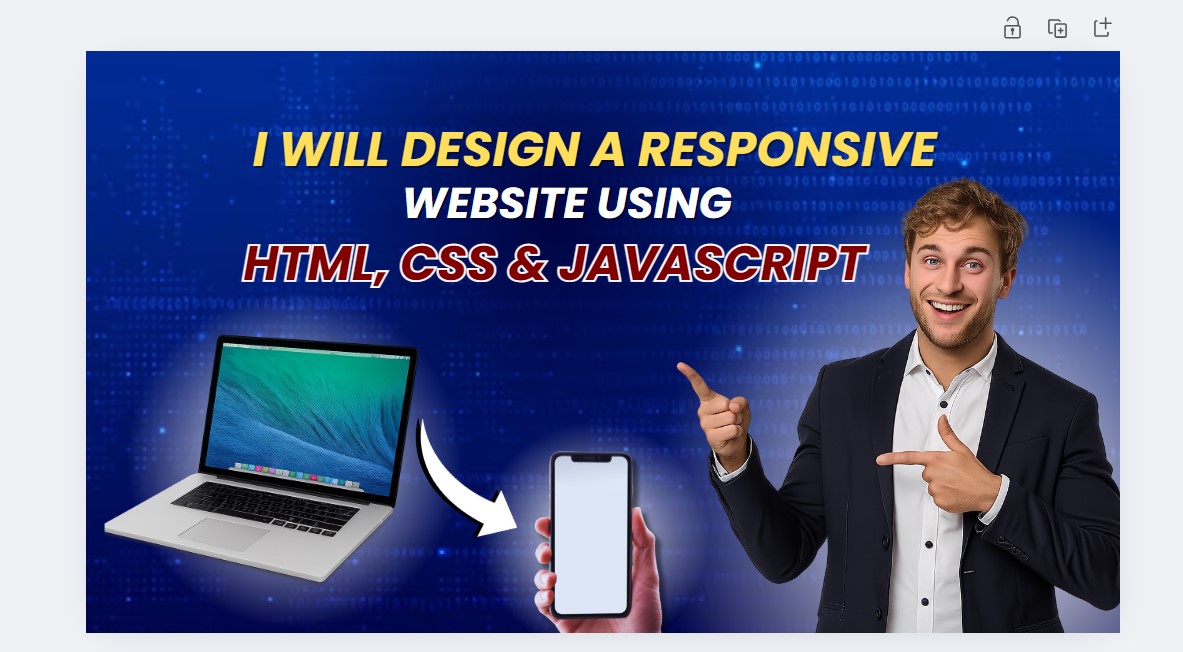 I WILL DESIGN A RESPONSIVE
WEBSITE USING
HTML, CSS & JAVASCRIPT